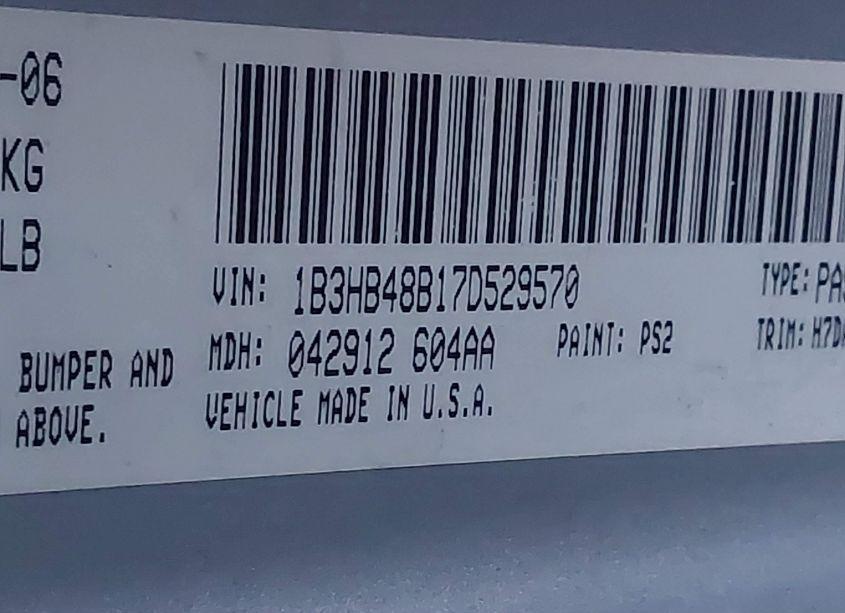 -06
KG
LB
BUMPER AND
ABOVE.
VIN: 1B3HB48B17D529570
MDH: 042912 604AA PAINT: PS2
VEHICLE MADE IN U.S.A.
TYPE: PAS
TRIM: H7D